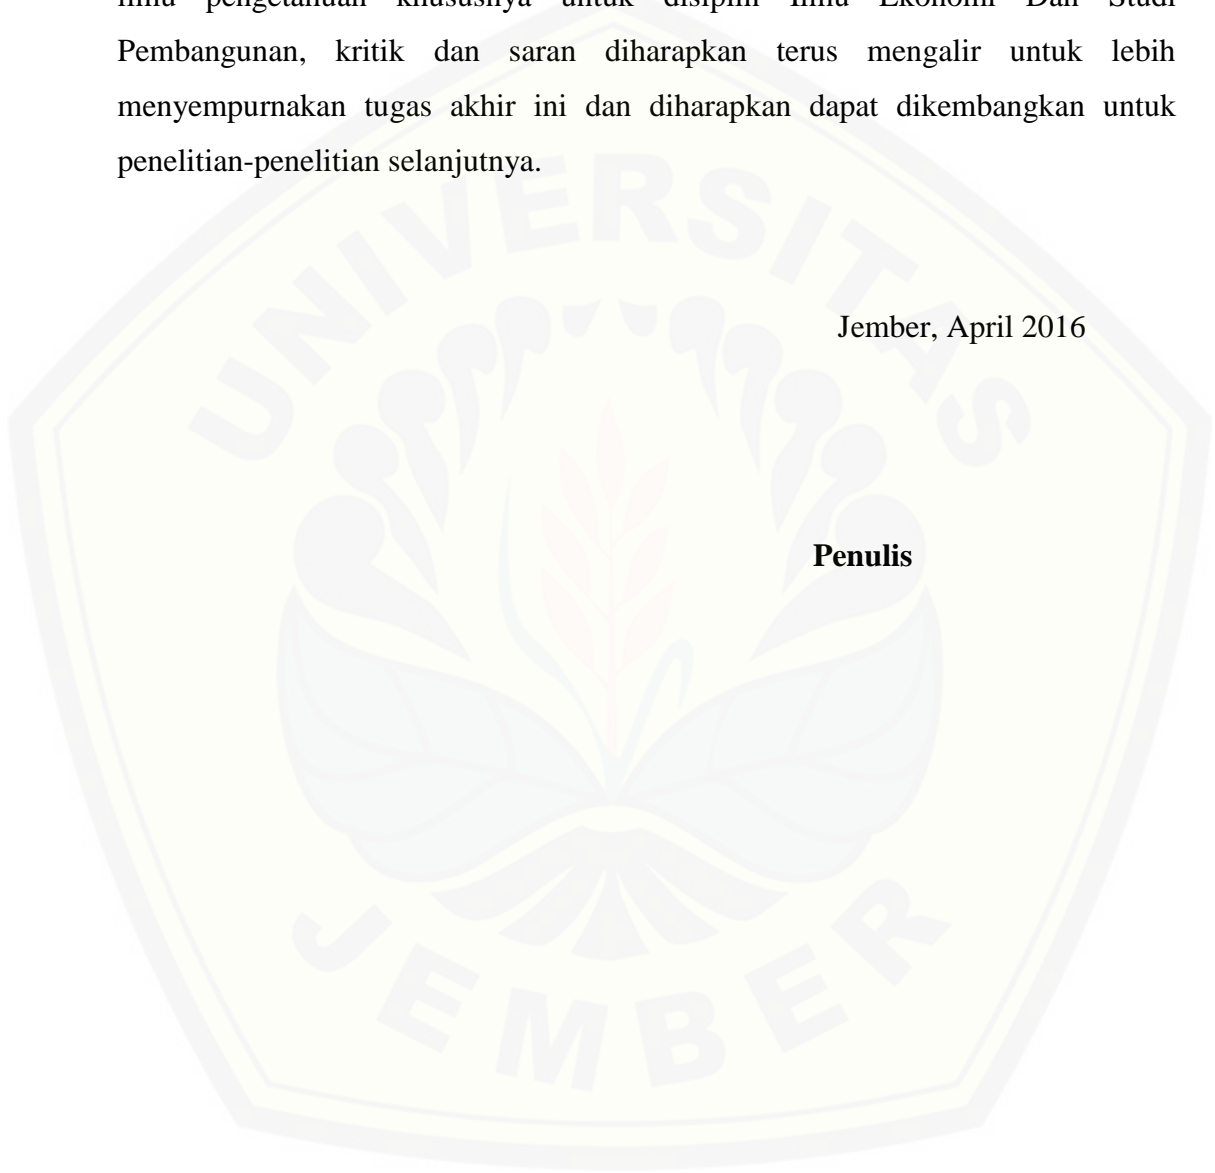 ilmu pengetahuan khususnya untuk disiplin Ilmu Ekonomi Dan Studi
Pembangunan, kritik dan saran diharapkan terus mengalir untuk lebih
menyempurnakan tugas akhir ini dan diharapkan dapat dikembangkan untuk
penelitian-penelitian selanjutnya.
UNIVERSITAS
Jember, April 2016
Penulis
JEMBER